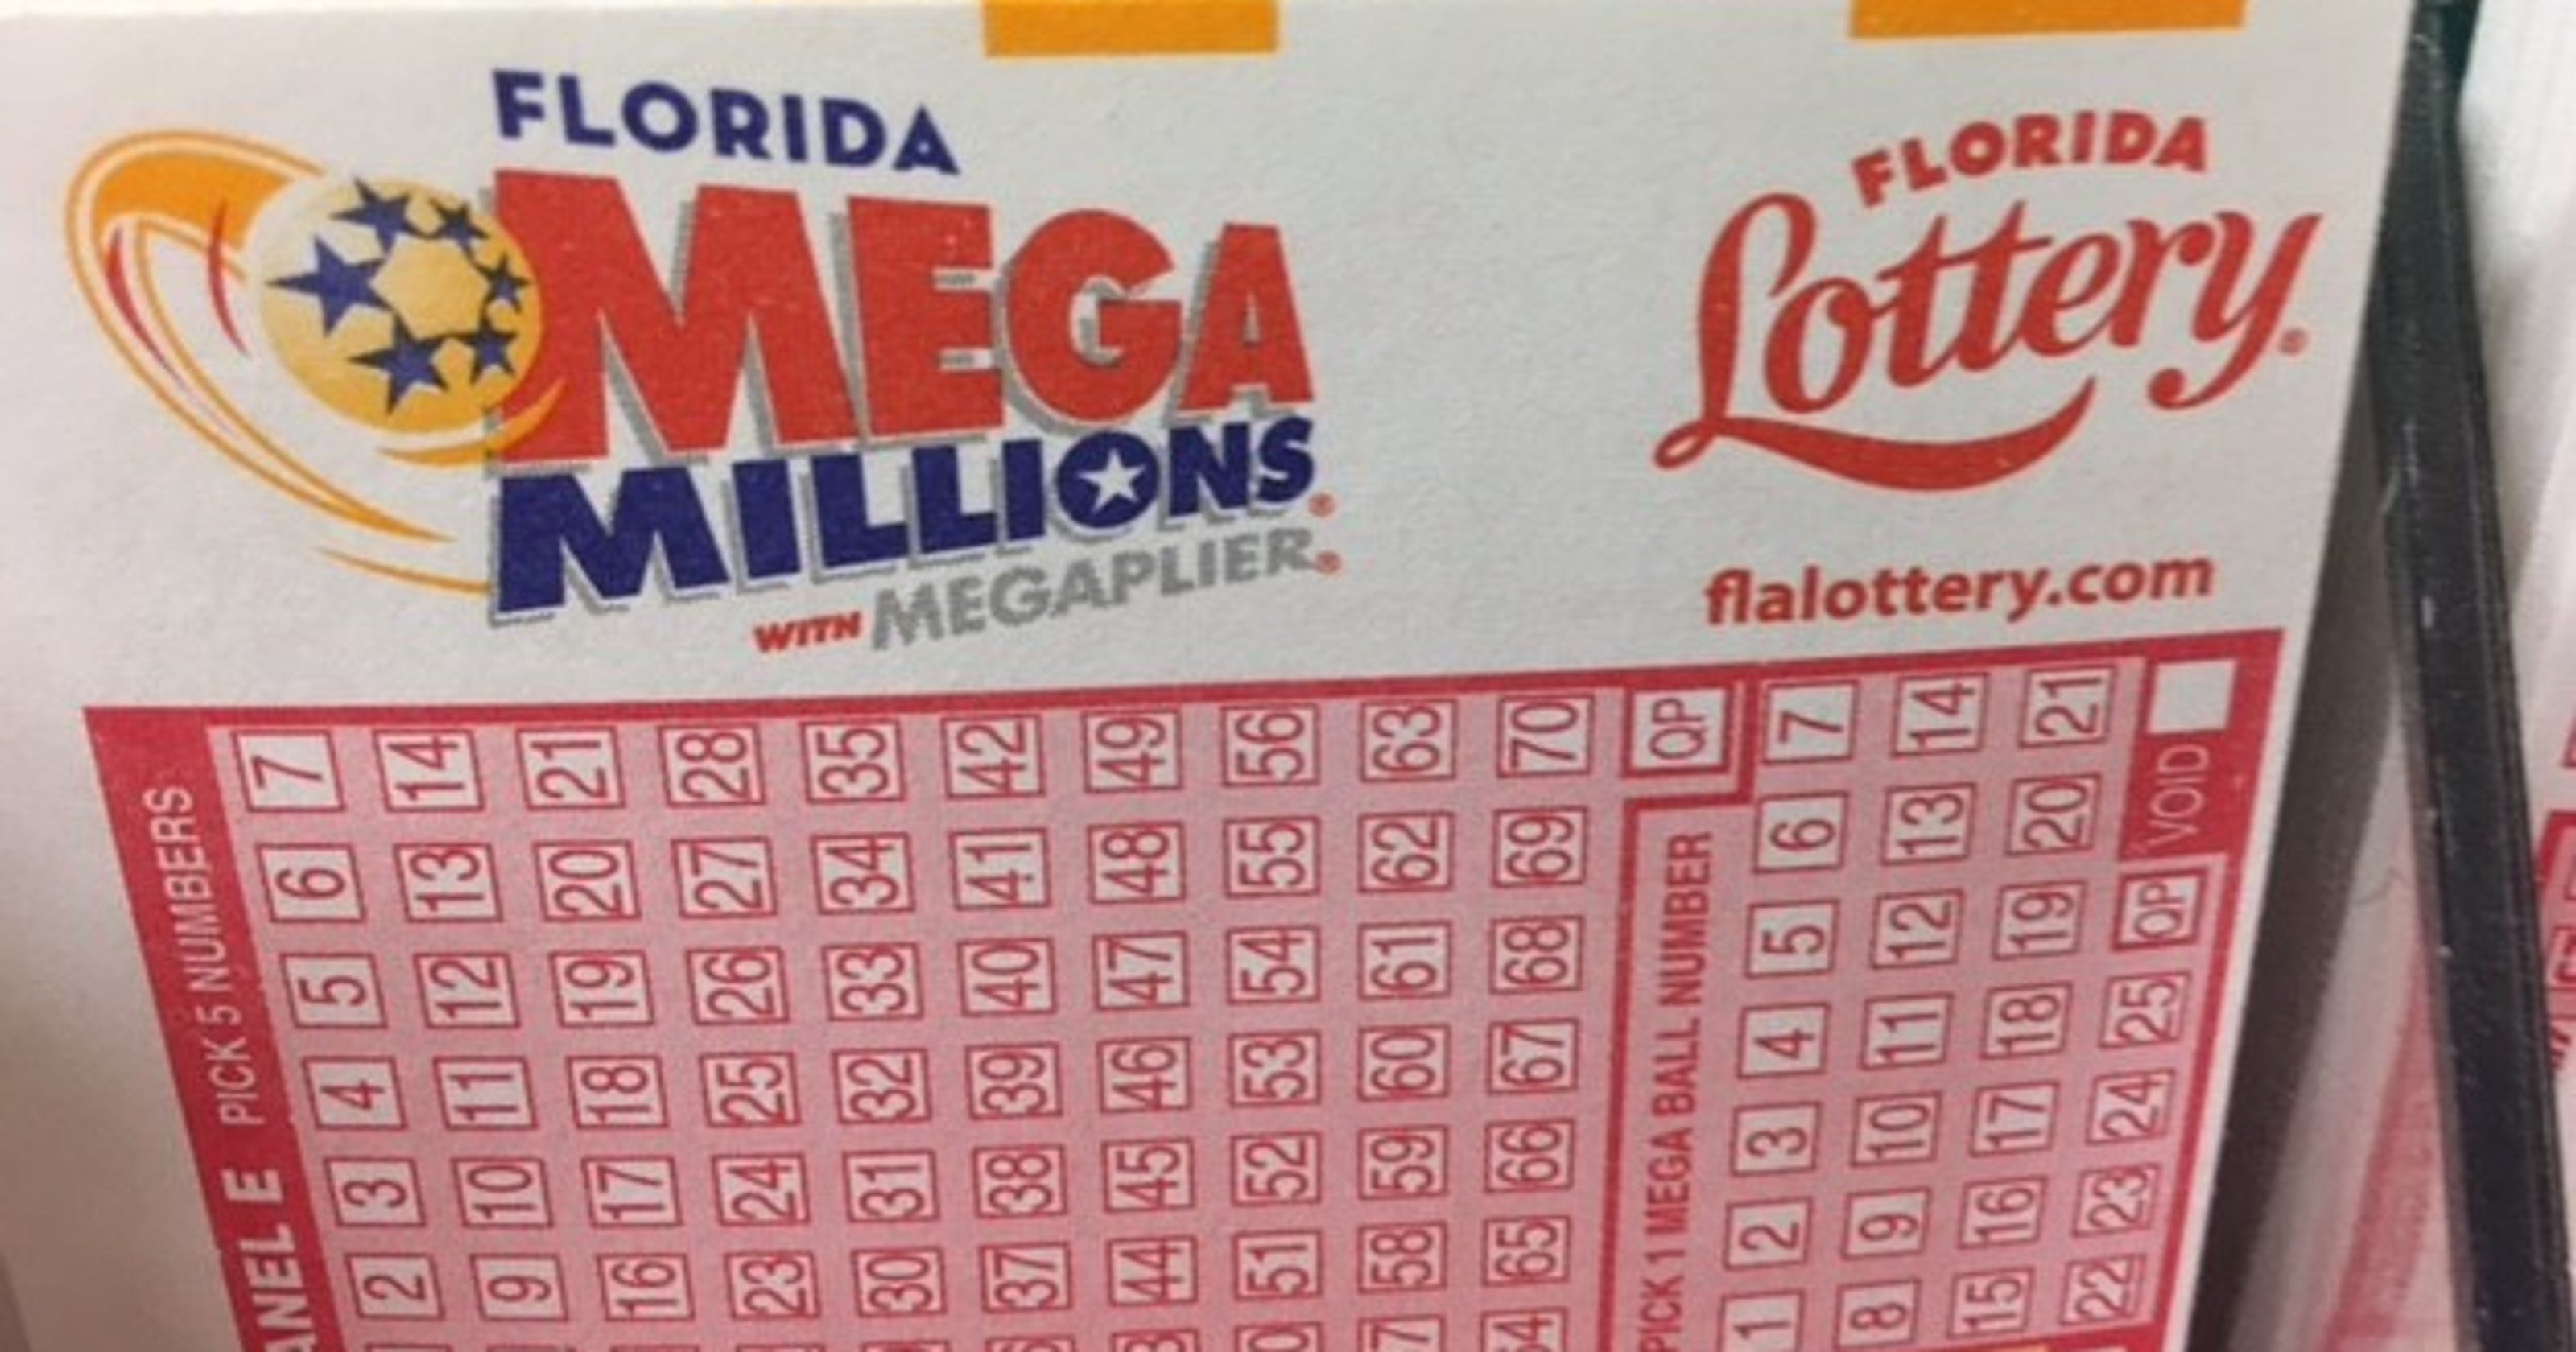 FLORIDA
MEGA
MILLIONS®
WITH MEGAPLIER®
FLORIDA
Lottery®
flalottery.com
PICK 5 NUMBERS
7 14 21 28 35 42 49 56 63 70 QP
6 13 20 27 34 41 48 55 62 69
5 12 19 26 33 40 47 54 61 68
4 11 18 25 32 39 46 53 60 67
3 10 17 24 31 38 45 52 59 66
2 9 16 23 30 37 44 51 58 65
PICK 1 MEGA BALL NUMBER
7 14 21
6 13 20
5 12 19 QP
4 11 18 25
3 10 17 24
2 9 16 23
1 8 15 22
VOID